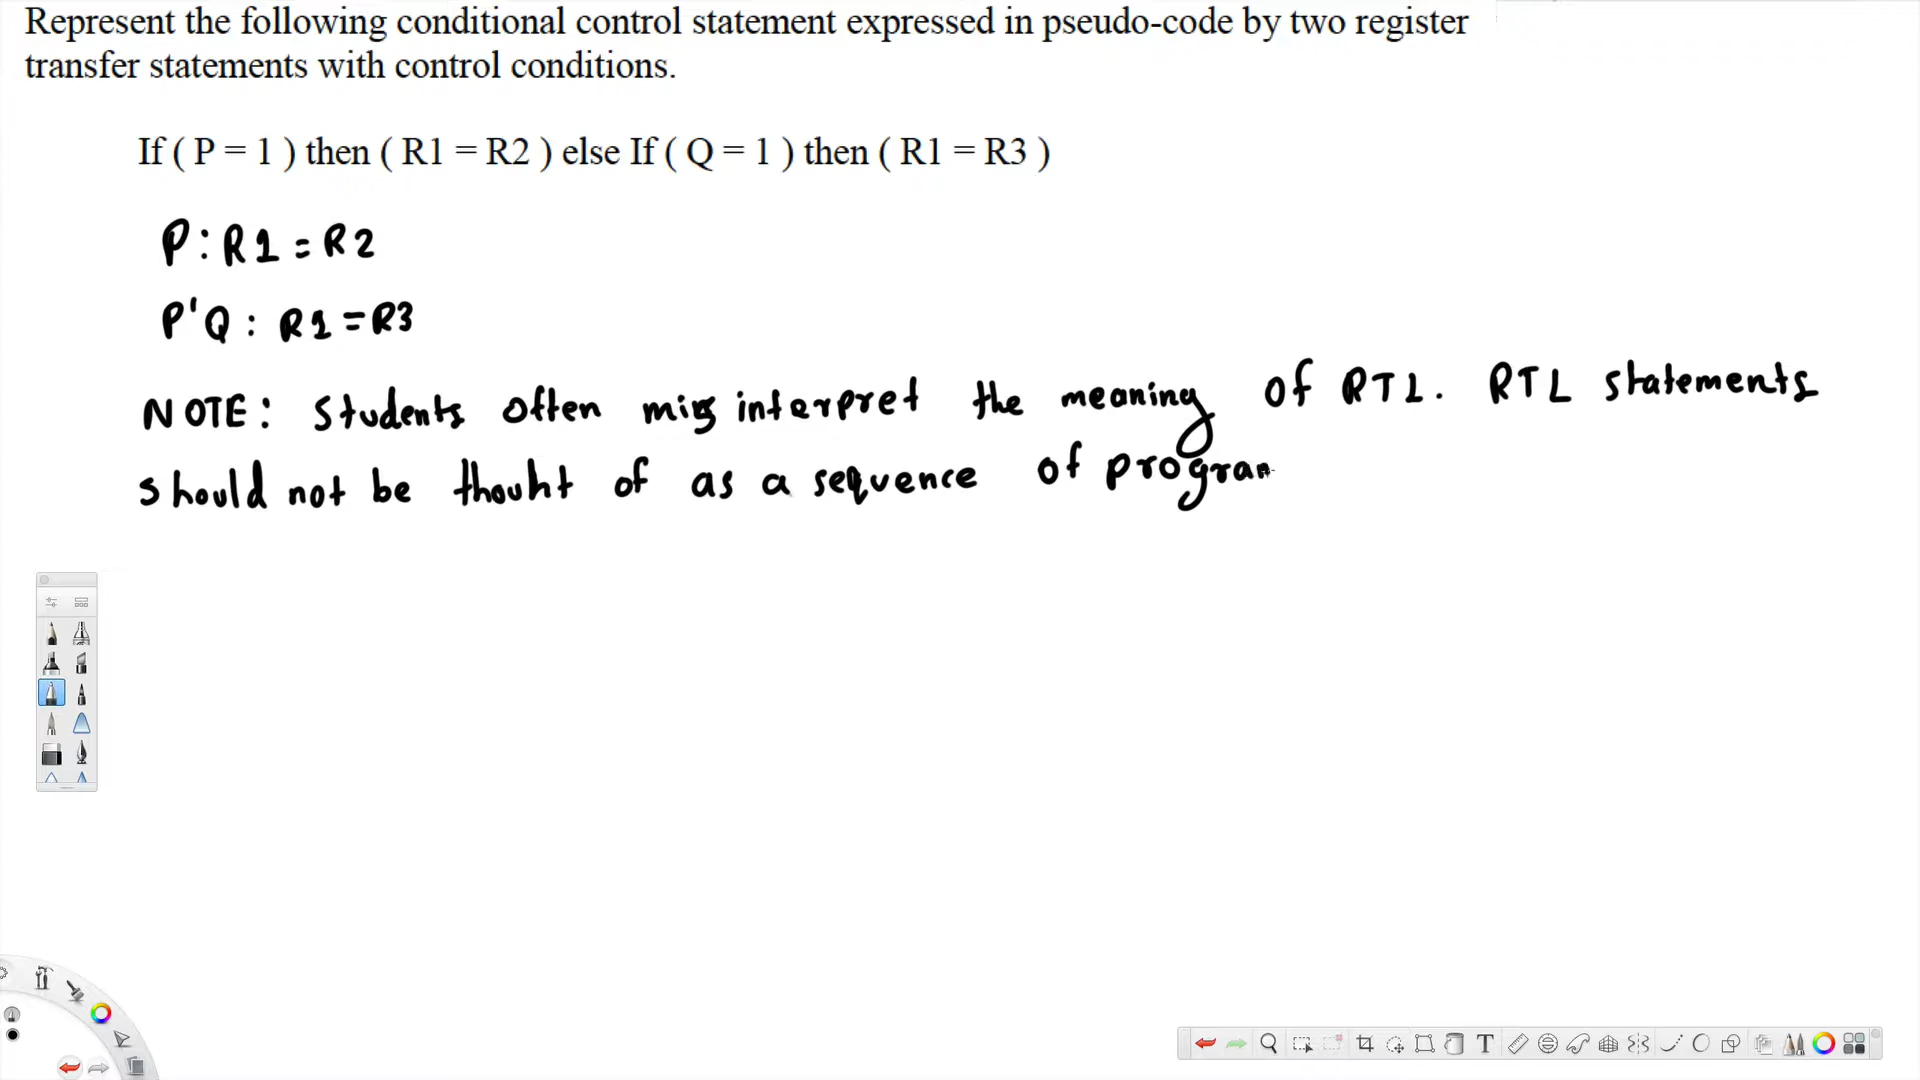 Represent the following conditional control statement expressed in pseudo-code by two register
transfer statements with control conditions.
If ( P = 1 ) then ( R1 = R2 ) else If ( Q = 1 ) then ( R1 = R3 )
P : R1 = R2
P'Q : R1 = R3
NOTE: Students often mis interpret the meaning of RTL. RTL statements
should not be thouht of as a sequence of program